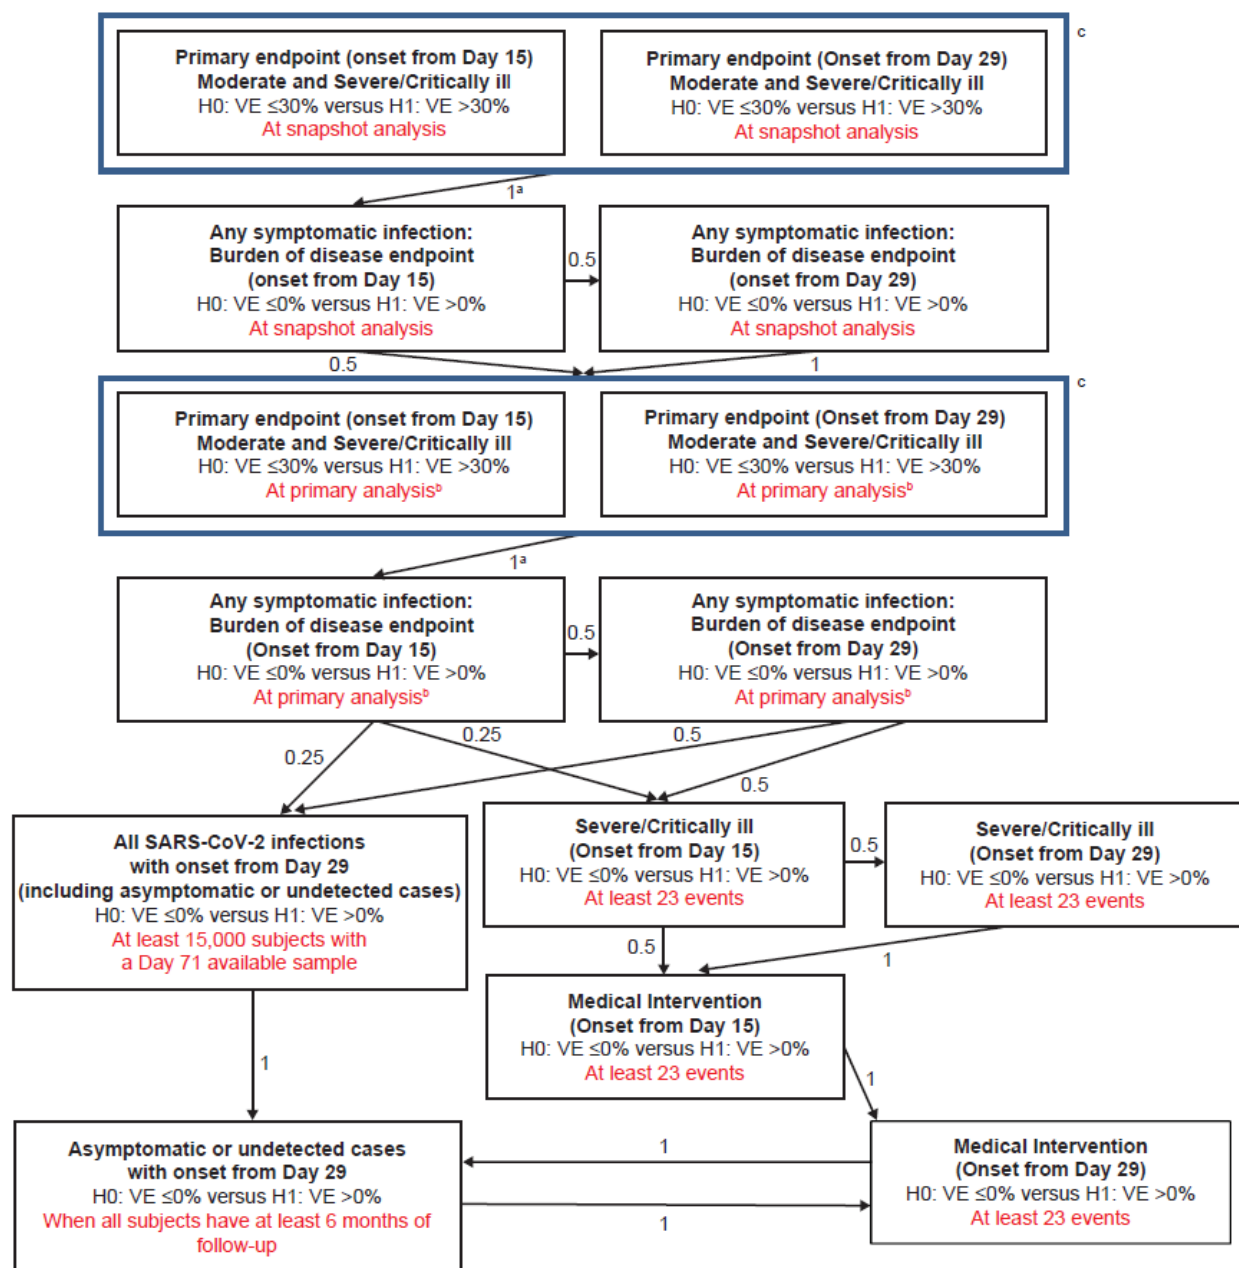 c
Primary endpoint (onset from Day 15)
Moderate and Severe/Critically ill
H0: VE ≤30% versus H1: VE >30%
At snapshot analysis
Primary endpoint (Onset from Day 29)
Moderate and Severe/Critically ill
H0: VE ≤30% versus H1: VE >30%
At snapshot analysis
1ᵃ
Any symptomatic infection:
Burden of disease endpoint
(onset from Day 15)
H0: VE ≤0% versus H1: VE >0%
At snapshot analysis
0.5
Any symptomatic infection:
Burden of disease endpoint
(onset from Day 29)
H0: VE ≤0% versus H1: VE >0%
At snapshot analysis
0.5
1
c
Primary endpoint (onset from Day 15)
Moderate and Severe/Critically ill
H0: VE ≤30% versus H1: VE >30%
At primary analysisᵇ
Primary endpoint (Onset from Day 29)
Moderate and Severe/Critically ill
H0: VE ≤30% versus H1: VE >30%
At primary analysisᵇ
1ᵃ
Any symptomatic infection:
Burden of disease endpoint
(Onset from Day 15)
H0: VE ≤0% versus H1: VE >0%
At primary analysisᵇ
0.5
Any symptomatic infection:
Burden of disease endpoint
(Onset from Day 29)
H0: VE ≤0% versus H1: VE >0%
At primary analysisᵇ
0.25
0.25
0.5
0.5
All SARS-CoV-2 infections
with onset from Day 29
(including asymptomatic or undetected cases)
H0: VE ≤0% versus H1: VE >0%
At least 15,000 subjects with
a Day 71 available sample
Severe/Critically ill
(Onset from Day 15)
H0: VE ≤0% versus H1: VE >0%
At least 23 events
0.5
Severe/Critically ill
(Onset from Day 29)
H0: VE ≤0% versus H1: VE >0%
At least 23 events
0.5
1
Medical Intervention
(Onset from Day 15)
H0: VE ≤0% versus H1: VE >0%
At least 23 events
1
1
Asymptomatic or undetected cases
with onset from Day 29
H0: VE ≤0% versus H1: VE >0%
When all subjects have at least 6 months of
follow-up
1
1
Medical Intervention
(Onset from Day 29)
H0: VE ≤0% versus H1: VE >0%
At least 23 events